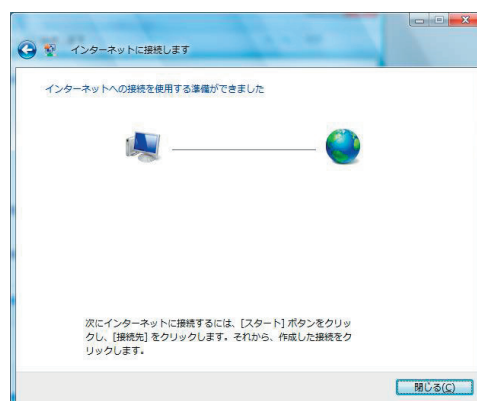 インターネットに接続します
インターネットへの接続を使用する準備ができました
次にインターネットに接続するには、[スタート] ボタンをクリッ
クし、[接続先] をクリックします。それから、作成した接続をク
リックします。
閉じる(C)